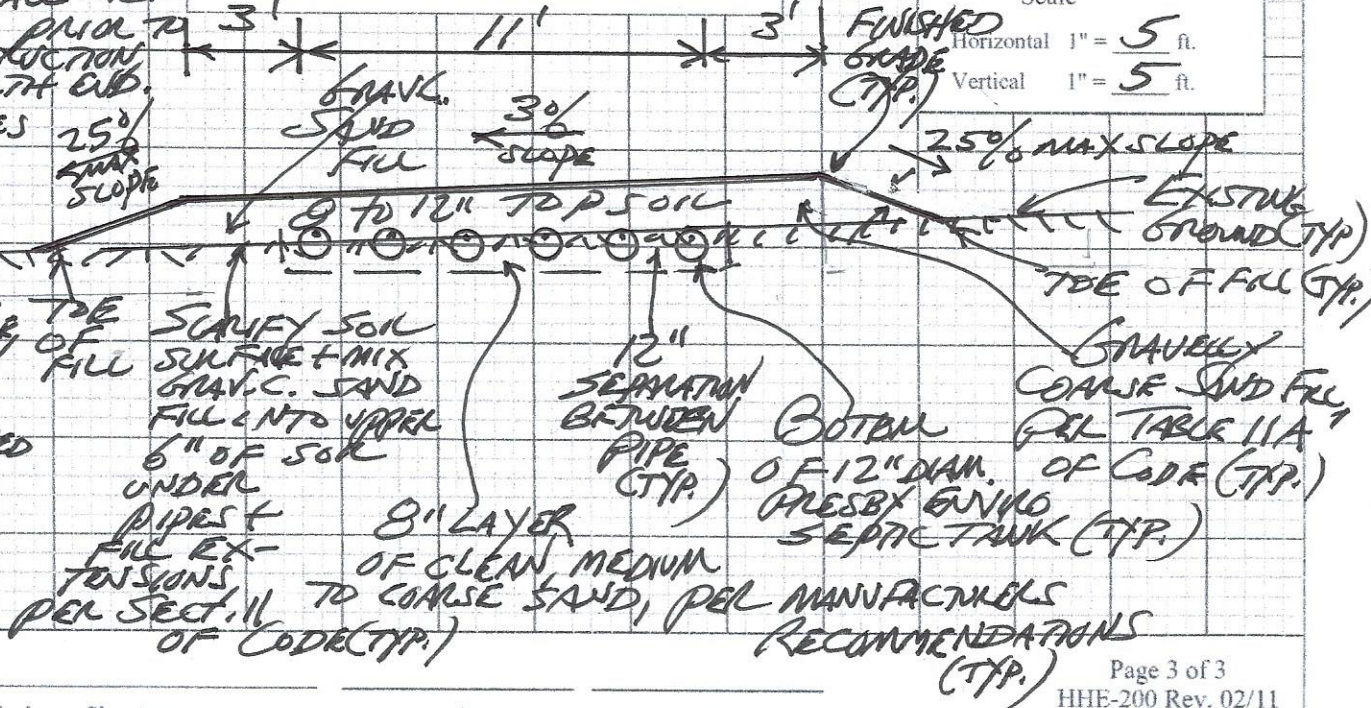 Scale
Horizontal 1" = 5 ft.
Vertical 1" = 5 ft.
PRIOR TO
END.
3'
11'
3'
FINISHED
GRADE
(TYP.)
25%
MAX
SLOPE
GRAV.C.
SAND
FILL
3%
SLOPE
25% MAX SLOPE
EXSTING
GROUND (TYP)
TOE OF FILL (TYP.)
8 TO 12" TOPSOIL
TOE
OF
FILL
SCARIFY SOIL
SURFACE + MIX
GRAV.C. SAND
FILL INTO UPPER
6" OF SOIL
UNDER
PIPES +
FILL EX-
TENSIONS
PER SECT. 11
OF CODE (TYP.)
8" LAYER
OF CLEAN, MEDIUM
TO COARSE SAND, PER MANUFACTURERS
RECOMMENDATIONS
(TYP.)
12"
SEPARATION
BETWEEN
PIPE
(TYP.)
BOTTOM
OF 12" DIAM.
PRESBY ENVIRO
SEPTIC TANK (TYP.)
GRAVELLY
COARSE SAND FILL,
PER TABLE 11A
OF CODE (TYP.)
Page 3 of 3
HHE-200 Rev. 02/11